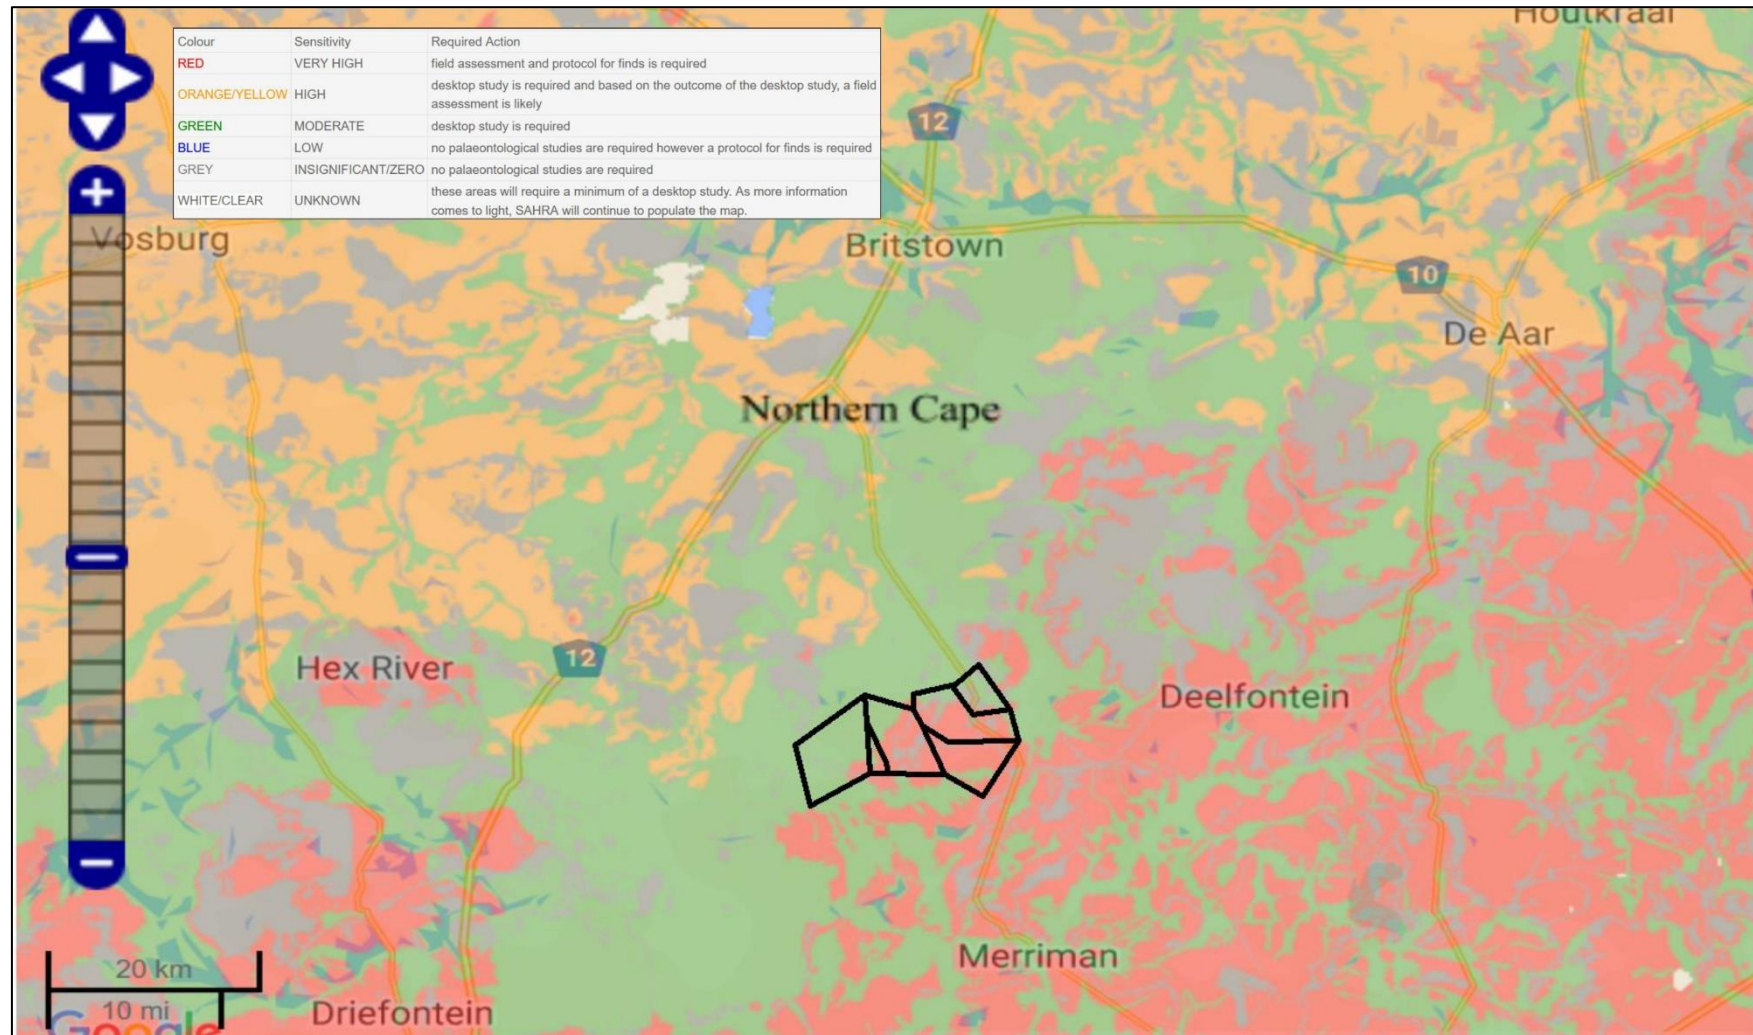 Houtkraal
Colour Sensitivity Required Action
RED VERY HIGH field assessment and protocol for finds is required
ORANGE/YELLOW HIGH desktop study is required and based on the outcome of the desktop study, a field
assessment is likely
GREEN MODERATE desktop study is required
BLUE LOW no palaeontological studies are required however a protocol for finds is required
GREY INSIGNIFICANT/ZERO no palaeontological studies are required
WHITE/CLEAR UNKNOWN these areas will require a minimum of a desktop study. As more information
comes to light, SAHRA will continue to populate the map.
12
Vosburg
Britstown
10
De Aar
Northern Cape
12
Hex River
Deelfontein
Merriman
20 km
10 mi
Google
Driefontein